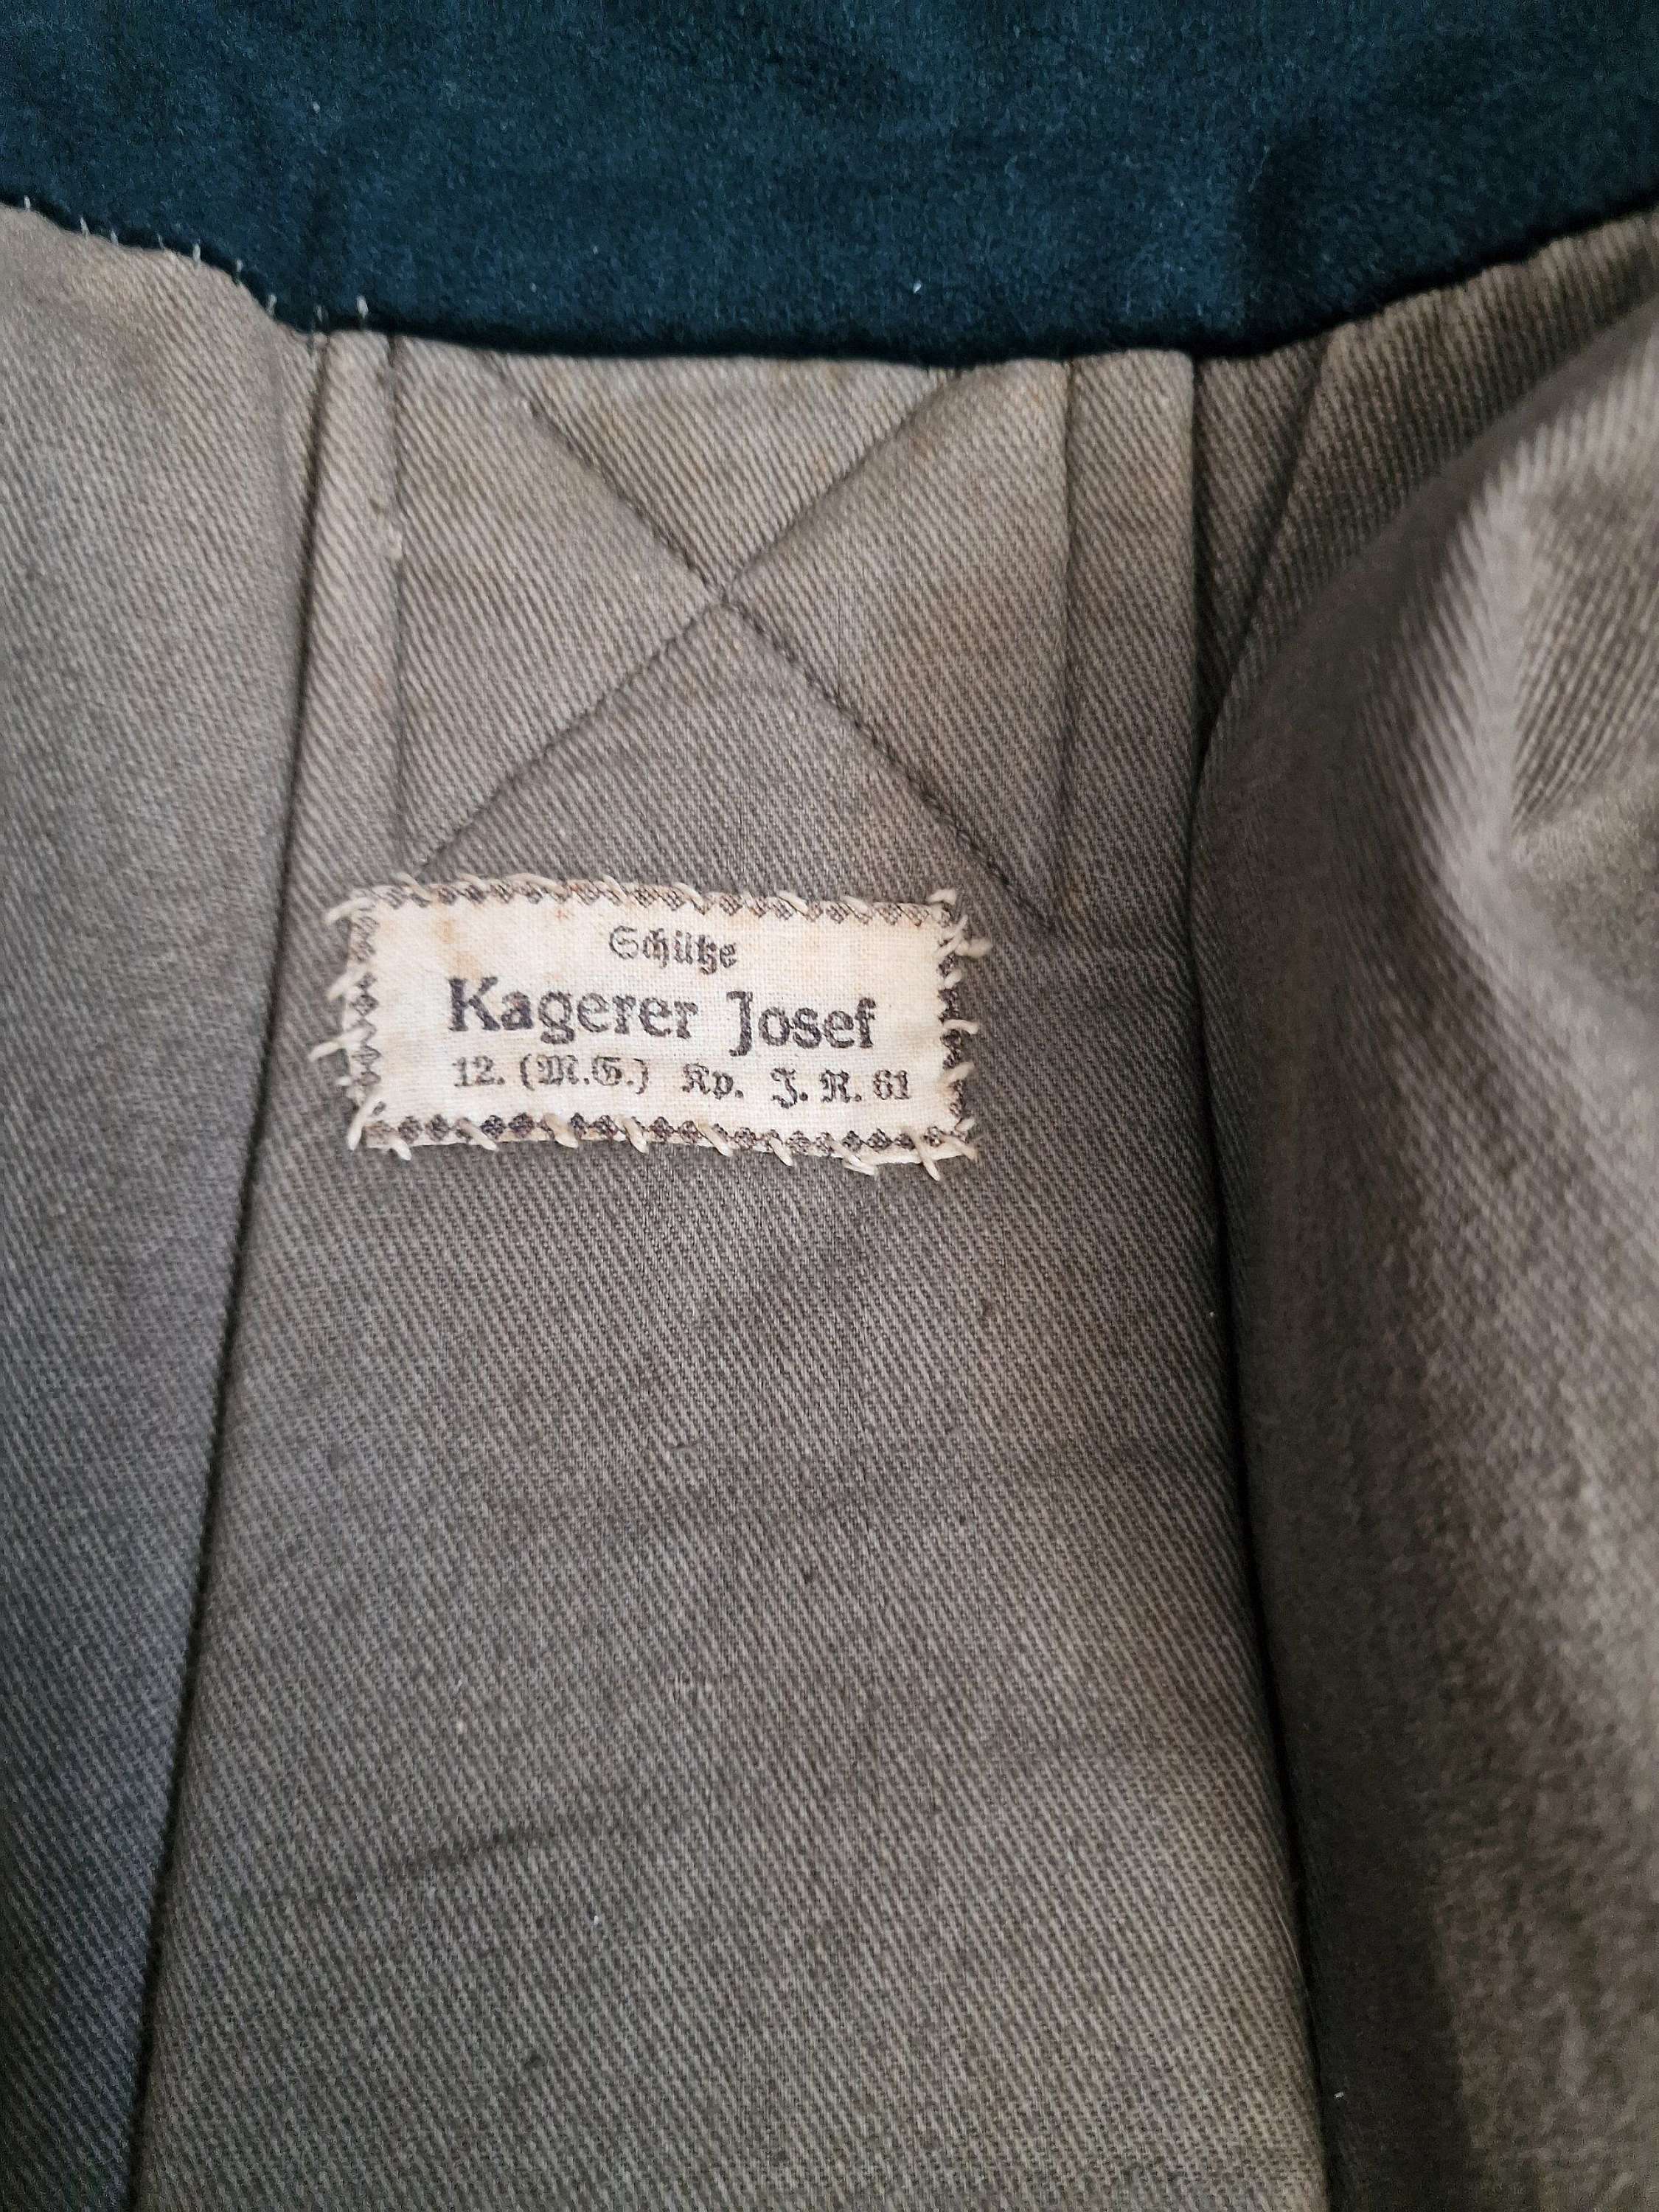 Schütze
Kagerer Josef
12. (M.G.) Kp. J. R. 61